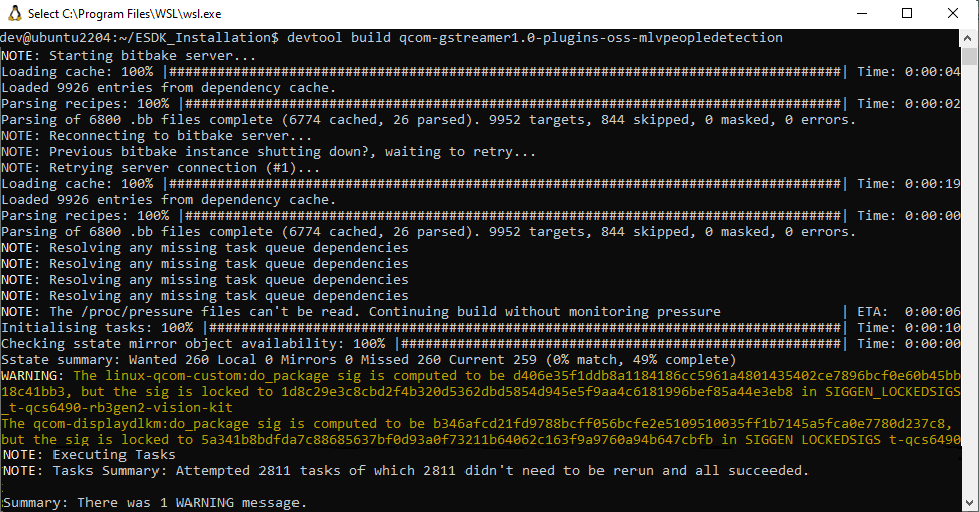 Select C:\Program Files\WSL\wsl.exe
dev@ubuntu2204:~/ESDK_Installation$ devtool build qcom-gstreamer1.0-plugins-oss-mlvpeopledetection
NOTE: Starting bitbake server...
Loading cache: 100% |##################################################################################| Time: 0:00:04
Loaded 9926 entries from dependency cache.
Parsing recipes: 100% |################################################################################| Time: 0:00:02
Parsing of 6800 .bb files complete (6774 cached, 26 parsed). 9952 targets, 844 skipped, 0 masked, 0 errors.
NOTE: Reconnecting to bitbake server...
NOTE: Previous bitbake instance shutting down?, waiting to retry...
NOTE: Retrying server connection (#1)...
Loading cache: 100% |##################################################################################| Time: 0:00:19
Loaded 9926 entries from dependency cache.
Parsing recipes: 100% |################################################################################| Time: 0:00:00
Parsing of 6800 .bb files complete (6774 cached, 26 parsed). 9952 targets, 844 skipped, 0 masked, 0 errors.
NOTE: Resolving any missing task queue dependencies
NOTE: Resolving any missing task queue dependencies
NOTE: Resolving any missing task queue dependencies
NOTE: Resolving any missing task queue dependencies
NOTE: The /proc/pressure files can't be read. Continuing build without monitoring pressure | ETA: 0:00:06
Initialising tasks: 100% |#############################################################################| Time: 0:00:10
Checking sstate mirror object availability: 100% |#####################################################| Time: 0:00:00
Sstate summary: Wanted 260 Local 0 Mirrors 0 Missed 260 Current 259 (0% match, 49% complete)
WARNING: The linux-qcom-custom:do_package sig is computed to be d406e35f1ddb8a1184186cc5961a4801435402ce7896bcf0e60b45bb
18c41bb3, but the sig is locked to 1d8c29e3c8cbd2f4b320d5362dbd5854d945e5f9aa4c6181996bef85a44e3eb8 in SIGGEN_LOCKEDSIGS
_t-qcs6490-rb3gen2-vision-kit
The qcom-displaydlkm:do_package sig is computed to be b346afcd21fd9788bcff056bcfe2e5109510035ff1b7145a5fca0e7780d237c8,
but the sig is locked to 5a341b8bdfda7c88685637bf0d93a0f73211b64062c163f9a9760a94b647cbfb in SIGGEN_LOCKEDSIGS_t-qcs6490
NOTE: Executing Tasks
NOTE: Tasks Summary: Attempted 2811 tasks of which 2811 didn't need to be rerun and all succeeded.
Summary: There was 1 WARNING message.